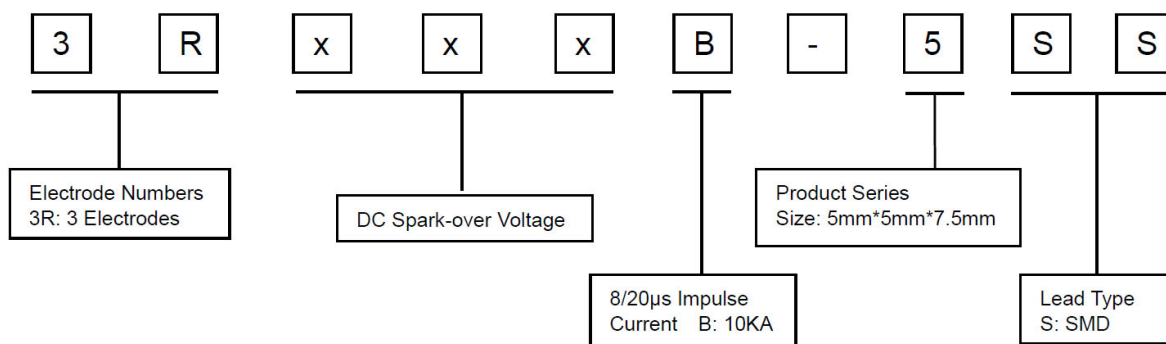 3 R x x x B - 5 S S
Electrode Numbers
3R: 3 Electrodes
DC Spark-over Voltage
Product Series
Size: 5mm*5mm*7.5mm
8/20μs Impulse
Current B: 10KA
Lead Type
S: SMD